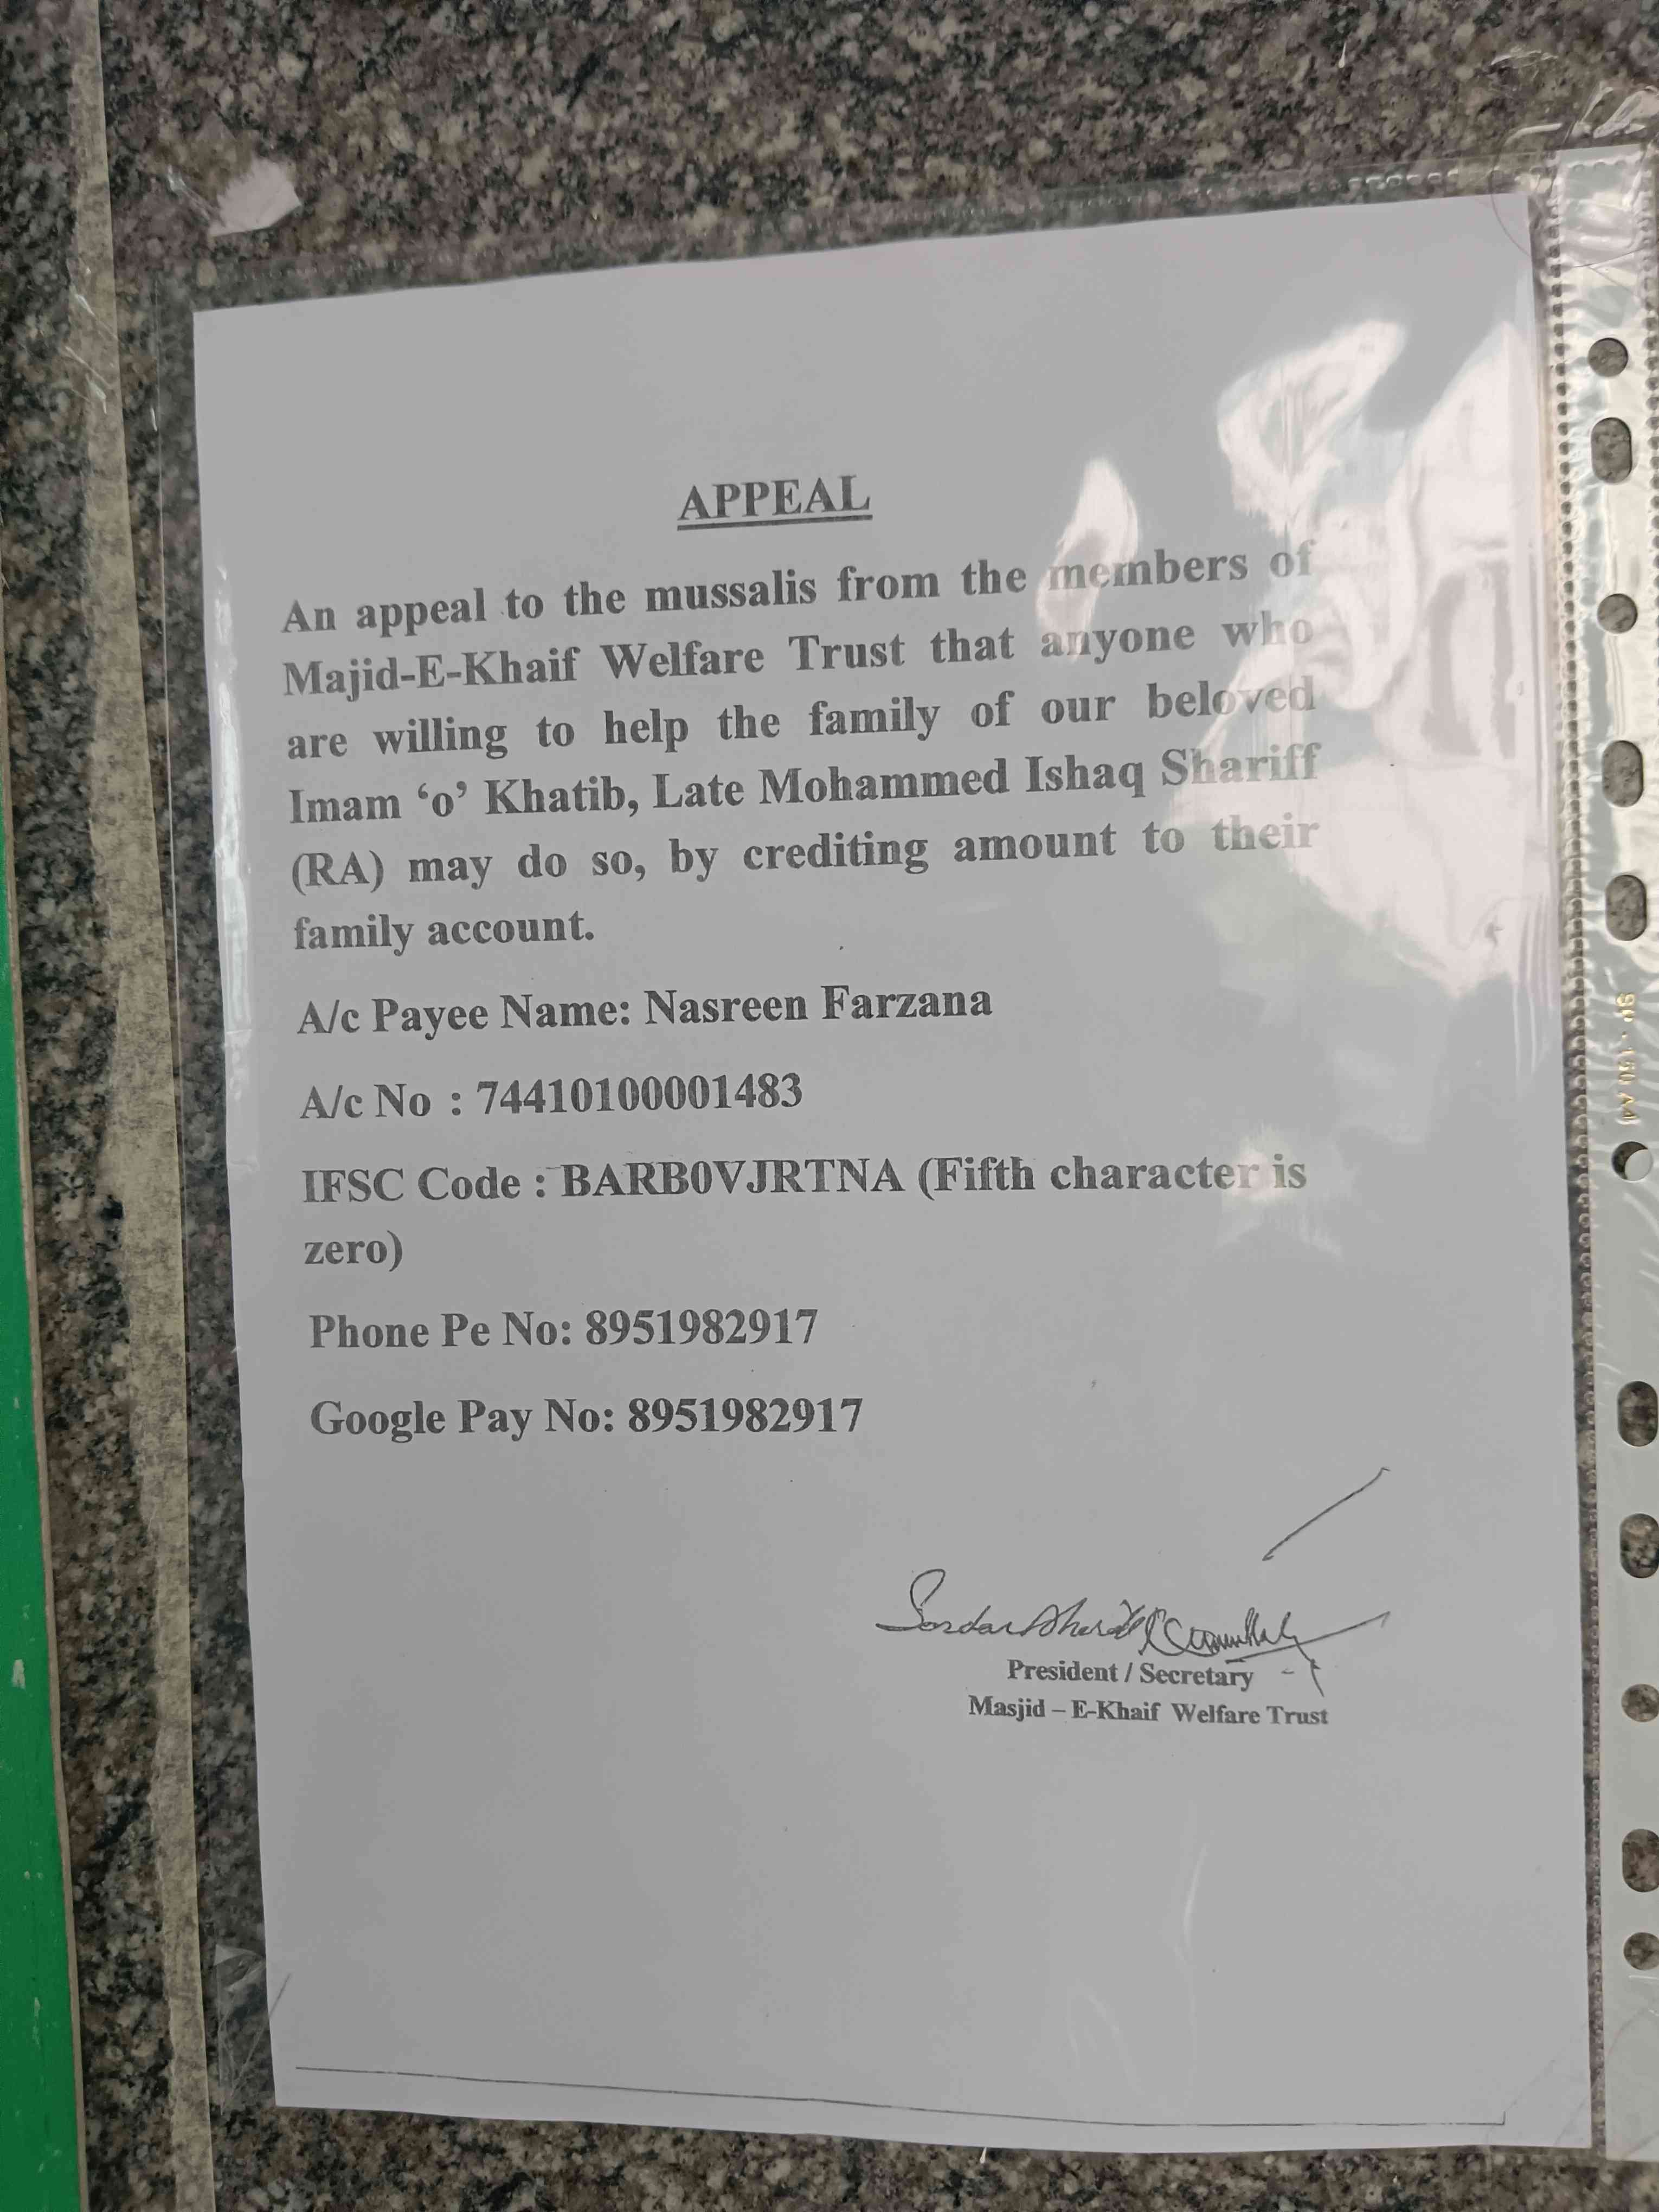 APPEAL
An appeal to the mussalis from the members of
Majid-E-Khaif Welfare Trust that anyone who
are willing to help the family of our beloved
Imam ‘o’ Khatib, Late Mohammed Ishaq Shariff
(RA) may do so, by crediting amount to their
family account.
A/c Payee Name: Nasreen Farzana
A/c No : 74410100001483
IFSC Code : BARB0VJRTNA (Fifth character is
zero)
Phone Pe No: 8951982917
Google Pay No: 8951982917
President / Secretary
Masjid – E-Khaif Welfare Trust